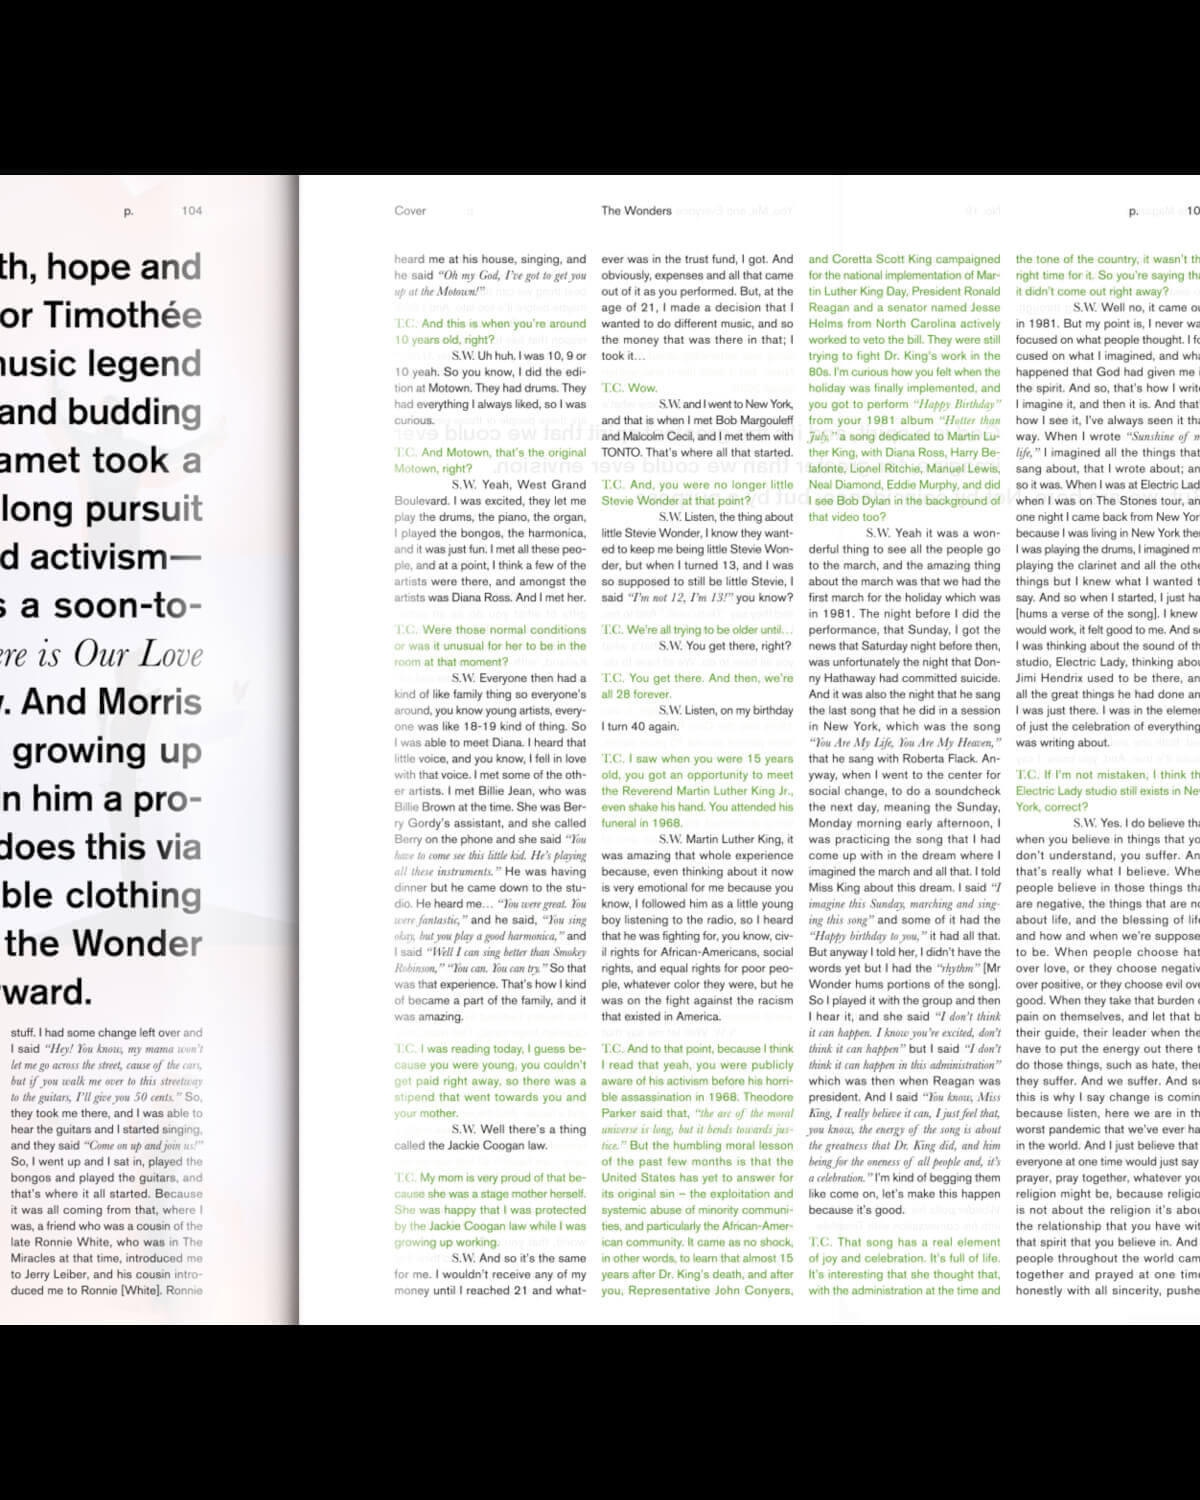 p. 104
th, hope and
or Timothée
usic legend
and budding
amet took a
long pursuit
d activism—
s a soon-to-
ere is Our Love
. And Morris
growing up
n him a pro-
does this via
ble clothing
the Wonder
ward.
stuff. I had some change left over and
I said “Hey! You know, my mama won’t
let me go across the street, cause of the cars,
but if you walk me over to this streetway
to the guitars, I’ll give you 50 cents.” So,
they took me there, and I was able to
hear the guitars and I started singing,
and they said “Come on up and join us!”
So, I went up and I sat in, played the
bongos and played the guitars, and
that’s where it all started. Because
it was all coming from that, where I
was, a friend who was a cousin of the
late Ronnie White, who was in The
Miracles at that time, introduced me
to Jerry Leiber, and his cousin intro-
duced me to Ronnie [White]. Ronnie
Cover
The Wonders
p. 10
heard me at his house, singing, and
he said “Oh my God, I’ve got to get you
up at the Motown!”
T.C. And this is when you’re around
10 years old, right?
S.W. Uh huh. I was 10, 9 or
10 yeah. So you know, I did the edi-
tion at Motown. They had drums. They
had everything I always liked, so I was
curious.
T.C. And Motown, that’s the original
Motown, right?
S.W. Yeah, West Grand
Boulevard. I was excited, they let me
play the drums, the piano, the organ,
I played the bongos, the harmonica,
and it was just fun. I met all these peo-
ple, and at a point, I think a few of the
artists were there, and amongst the
artists was Diana Ross. And I met her.
T.C. Were those normal conditions
or was it unusual for her to be in the
room at that moment?
S.W. Everyone then had a
kind of like family thing so everyone’s
around, you know young artists, every-
one was like 18-19 kind of thing. So
I was able to meet Diana. I heard that
little voice, and you know, I fell in love
with that voice. I met some of the oth-
er artists. I met Billie Jean, who was
Billie Brown at the time. She was Ber-
ry Gordy’s assistant, and she called
Berry on the phone and she said “You
have to come see this little kid. He’s playing
all these instruments.” He was having
dinner but he came down to the stu-
dio. He heard me… “You were great. You
were fantastic,” and he said, “You sing
okay, but you play a good harmonica,” and
I said “Well I can sing better than Smokey
Robinson,” “You can. You can try.” So that
was that experience. That’s how I kind
of became a part of the family, and it
was amazing.
T.C. I was reading today, I guess be-
cause you were young, you couldn’t
get paid right away, so there was a
stipend that went towards you and
your mother.
S.W. Well there’s a thing
called the Jackie Coogan law.
T.C. My mom is very proud of that be-
cause she was a stage mother herself.
She was happy that I was protected
by the Jackie Coogan law while I was
growing up working.
S.W. And so it’s the same
for me. I wouldn’t receive any of my
money until I reached 21 and what-
ever was in the trust fund, I got. And
obviously, expenses and all that came
out of it as you performed. But, at the
age of 21, I made a decision that I
wanted to do different music, and so
the money that was there in that; I
took it…
T.C. Wow.
S.W. and I went to New York,
and that is when I met Bob Margouleff
and Malcolm Cecil, and I met them with
TONTO. That’s where all that started.
T.C. And, you were no longer little
Stevie Wonder at that point?
S.W. Listen, the thing about
little Stevie Wonder, I know they want-
ed to keep me being little Stevie Won-
der, but when I turned 13, and I was
so supposed to still be little Stevie, I
said “I’m not 12, I’m 13!” you know?
T.C. We’re all trying to be older until…
S.W. You get there, right?
T.C. You get there. And then, we’re
all 28 forever.
S.W. Listen, on my birthday
I turn 40 again.
T.C. I saw when you were 15 years
old, you got an opportunity to meet
the Reverend Martin Luther King Jr.,
even shake his hand. You attended his
funeral in 1968.
S.W. Martin Luther King, it
was amazing that whole experience
because, even thinking about it now
is very emotional for me because you
know, I followed him as a little young
boy listening to the radio, so I heard
that he was fighting for, you know, civ-
il rights for African-Americans, social
rights, and equal rights for poor peo-
ple, whatever color they were, but he
was on the fight against the racism
that existed in America.
T.C. And to that point, because I think
I read that yeah, you were publicly
aware of his activism before his horri-
ble assassination in 1968. Theodore
Parker said that, “the arc of the moral
universe is long, but it bends towards jus-
tice.” But the humbling moral lesson
of the past few months is that the
United States has yet to answer for
its original sin – the exploitation and
systemic abuse of minority communi-
ties, and particularly the African-Amer-
ican community. It came as no shock,
in other words, to learn that almost 15
years after Dr. King’s death, and after
you, Representative John Conyers,
and Coretta Scott King campaigned
for the national implementation of Mar-
tin Luther King Day, President Ronald
Reagan and a senator named Jesse
Helms from North Carolina actively
worked to veto the bill. They were still
trying to fight Dr. King’s work in the
80s. I’m curious how you felt when the
holiday was finally implemented, and
you got to perform “Happy Birthday”
from your 1981 album “Hotter than
July,” a song dedicated to Martin Lu-
ther King, with Diana Ross, Harry Be-
lafonte, Lionel Ritchie, Manuel Lewis,
Neal Diamond, Eddie Murphy, and did
I see Bob Dylan in the background of
that video too?
S.W. Yeah it was a won-
derful thing to see all the people go
to the march, and the amazing thing
about the march was that we had the
first march for the holiday which was
in 1981. The night before I did the
performance, that Sunday, I got the
news that Saturday night before then,
was unfortunately the night that Don-
ny Hathaway had committed suicide.
And it was also the night that he sang
the last song that he did in a session
in New York, which was the song
“You Are My Life, You Are My Heaven,”
that he sang with Roberta Flack. An-
yway, when I went to the center for
social change, to do a soundcheck
the next day, meaning the Sunday,
Monday morning early afternoon, I
was practicing the song that I had
come up with in the dream where I
imagined the march and all that. I told
Miss King about this dream. I said “I
imagine this Sunday, marching and sing-
ing this song” and some of it had the
“Happy birthday to you,” it had all that.
But anyway I told her, I didn’t have the
words yet but I had the “rhythm” [Mr
Wonder hums portions of the song].
So I played it with the group and then
I hear it, and she said “I don’t think
it can happen. I know you’re excited, don’t
think it can happen” but I said “I don’t
think it can happen in this administration”
which was then when Reagan was
president. And I said “You know, Miss
King, I really believe it can, I just feel that,
you know, the energy of the song is about
the greatness that Dr. King did, and him
being for the oneness of all people and, it’s
a celebration.” I’m kind of begging them
like come on, let’s make this happen
because it’s good.
T.C. That song has a real element
of joy and celebration. It’s full of life.
It’s interesting that she thought that,
with the administration at the time and
the tone of the country, it wasn’t th
right time for it. So you’re saying tha
it didn’t come out right away?
S.W. Well no, it came ou
in 1981. But my point is, I never wa
focused on what people thought. I fo
cused on what I imagined, and wha
happened that God had given me i
the spirit. And so, that’s how I write
I imagine it, and then it is. And that’
how I see it, I’ve always seen it tha
way. When I wrote “Sunshine of m
life,” I imagined all the things that
sang about, that I wrote about; an
so it was. When I was at Electric Lady
when I was on The Stones tour, an
one night I came back from New Yor
because I was living in New York the
I was playing the drums, I imagined m
playing the clarinet and all the othe
things but I knew what I wanted t
say. And so when I started, I just ha
[hums a verse of the song]. I knew
would work, it felt good to me. And s
I was thinking about the sound of th
studio, Electric Lady, thinking abou
Jimi Hendrix used to be there, an
all the great things he had done an
I was just there. I was in the elemen
of just the celebration of everything
was writing about.
T.C. If I’m not mistaken, I think th
Electric Lady studio still exists in Ne
York, correct?
S.W. Yes. I do believe tha
when you believe in things that yo
don’t understand, you suffer. An
that’s really what I believe. Whe
people believe in those things tha
are negative, the things that are no
about life, and the blessing of life
and how and when we’re suppose
to be. When people choose hat
over love, or they choose negativ
over positive, or they choose evil ov
good. When they take that burden o
pain on themselves, and let that b
their guide, their leader when the
have to put the energy out there t
do those things, such as hate, the
they suffer. And we suffer. And s
this is why I say change is comin
because listen, here we are in th
worst pandemic that we’ve ever ha
in the world. And I just believe that
everyone at one time would just say
prayer, pray together, whatever you
religion might be, because religio
is not about the religion it’s abou
the relationship that you have wit
that spirit that you believe in. And
people throughout the world cam
together and prayed at one tim
honestly with all sincerity, pushe